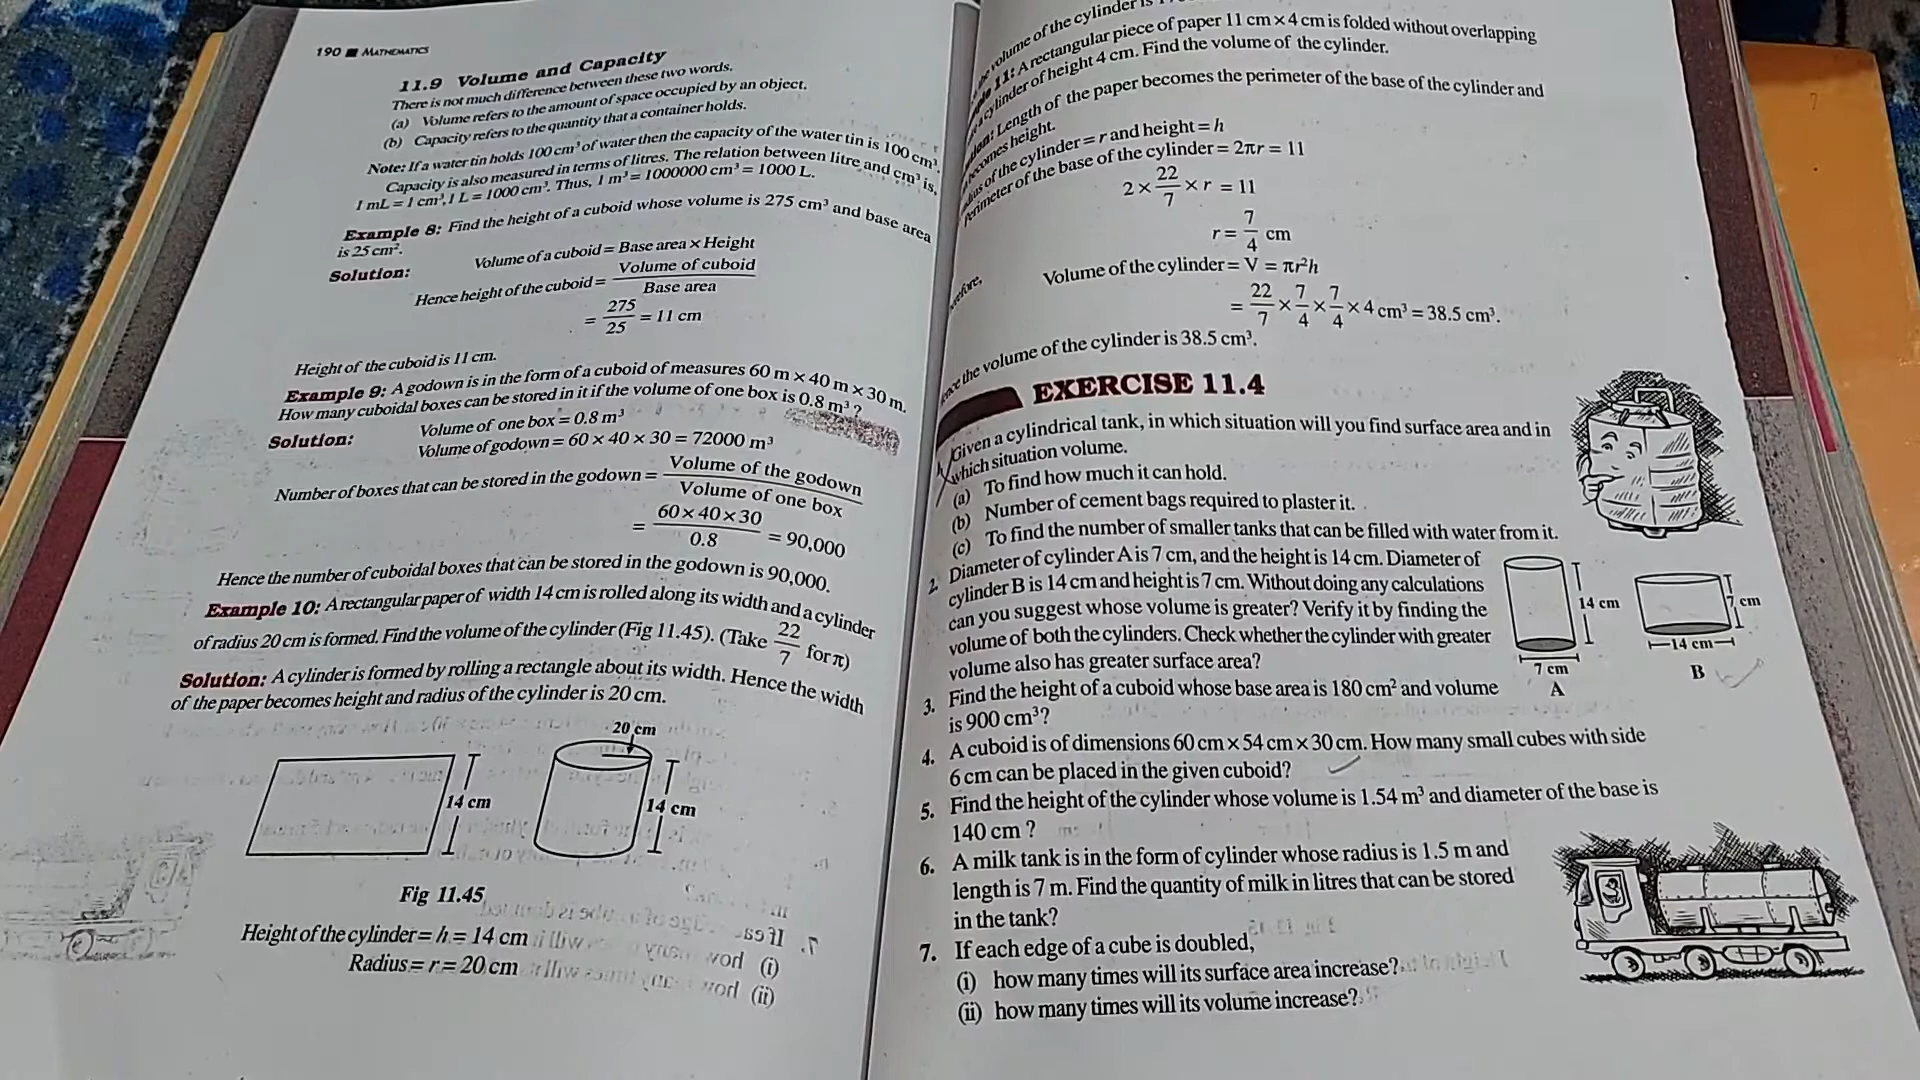 190 ■ MATHEMATICS
11.9 Volume and Capacity
There is not much difference between these two words.
(a) Volume refers to the amount of space occupied by an object.
(b) Capacity refers to the quantity that a container holds.
Note: If a water tin holds 100 cm³ of water then the capacity of the water tin is 100 cm³.
Capacity is also measured in terms of litres. The relation between litre and cm³ is,
1 mL = 1 cm³, 1 L = 1000 cm³. Thus, 1 m³ = 1000000 cm³ = 1000 L.
Example 8: Find the height of a cuboid whose volume is 275 cm³ and base area
is 25 cm².
Solution: Volume of a cuboid = Base area × Height
Hence height of the cuboid = Volume of cuboid / Base area
= 275/25 = 11 cm
Height of the cuboid is 11 cm.
Example 9: A godown is in the form of a cuboid of measures 60 m × 40 m × 30 m.
How many cuboidal boxes can be stored in it if the volume of one box is 0.8 m³ ?
Solution: Volume of one box = 0.8 m³
Volume of godown = 60 × 40 × 30 = 72000 m³
Number of boxes that can be stored in the godown = Volume of the godown / Volume of one box
= 60 × 40 × 30 / 0.8 = 90,000
Hence the number of cuboidal boxes that can be stored in the godown is 90,000.
Example 10: A rectangular paper of width 14 cm is rolled along its width and a cylinder
of radius 20 cm is formed. Find the volume of the cylinder (Fig 11.45). (Take 22/7 for π)
Solution: A cylinder is formed by rolling a rectangle about its width. Hence the width
of the paper becomes height and radius of the cylinder is 20 cm.
20 cm
14 cm
14 cm
Fig 11.45
Height of the cylinder = h = 14 cm
Radius = r = 20 cm
volume of the cylinder is
11: A rectangular piece of paper 11 cm × 4 cm is folded without overlapping
cylinder of height 4 cm. Find the volume of the cylinder.
Length of the paper becomes the perimeter of the base of the cylinder and
becomes height.
of the cylinder = r and height = h
Perimeter of the base of the cylinder = 2πr = 11
2 × 22/7 × r = 11
r = 7/4 cm
Volume of the cylinder = V = πr²h
= 22/7 × 7/4 × 7/4 × 4 cm³ = 38.5 cm³.
the volume of the cylinder is 38.5 cm³.
EXERCISE 11.4
Given a cylindrical tank, in which situation will you find surface area and in
which situation volume.
(a) To find how much it can hold.
(b) Number of cement bags required to plaster it.
(c) To find the number of smaller tanks that can be filled with water from it.
2. Diameter of cylinder A is 7 cm, and the height is 14 cm. Diameter of
cylinder B is 14 cm and height is 7 cm. Without doing any calculations
can you suggest whose volume is greater? Verify it by finding the
volume of both the cylinders. Check whether the cylinder with greater
volume also has greater surface area?
14 cm
7 cm
7 cm
14 cm
A
B
3. Find the height of a cuboid whose base area is 180 cm² and volume
is 900 cm³?
4. A cuboid is of dimensions 60 cm × 54 cm × 30 cm. How many small cubes with side
6 cm can be placed in the given cuboid?
5. Find the height of the cylinder whose volume is 1.54 m³ and diameter of the base is
140 cm ?
6. A milk tank is in the form of cylinder whose radius is 1.5 m and
length is 7 m. Find the quantity of milk in litres that can be stored
in the tank?
7. If each edge of a cube is doubled,
(i) how many times will its surface area increase?
(ii) how many times will its volume increase?